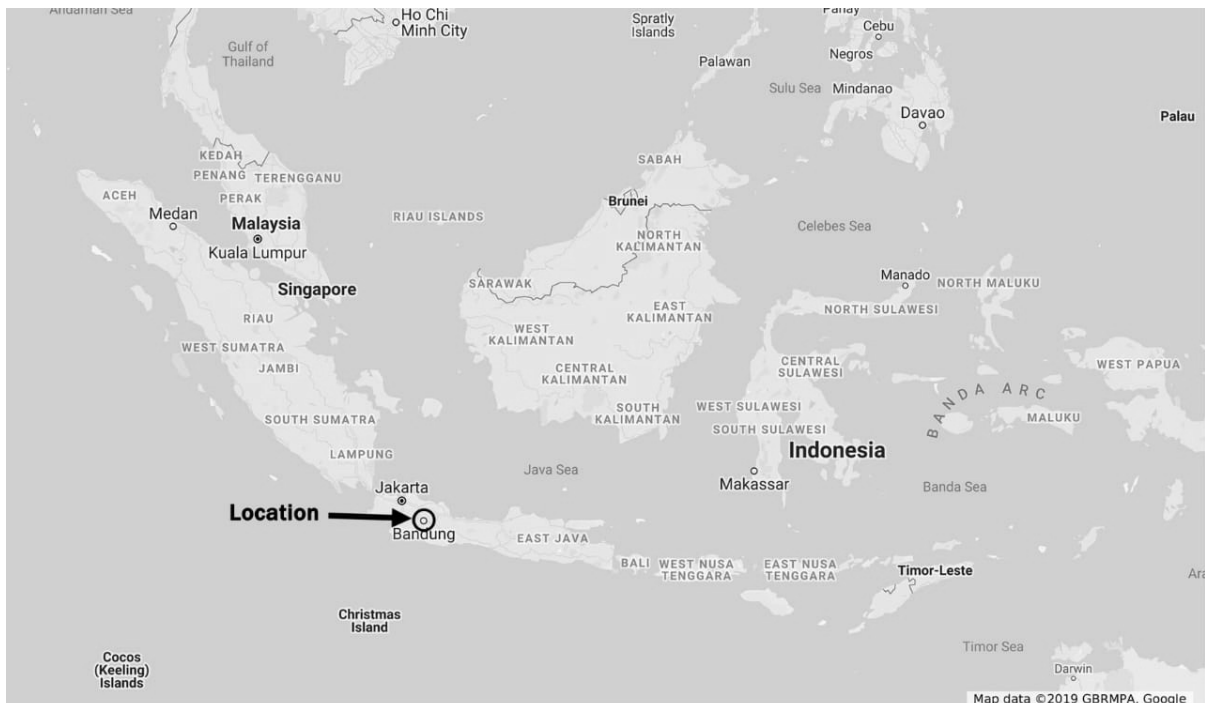 Andaman Sea
Ho Chi
Minh City
Spratly
Islands
Panay
Cebu
Negros
Gulf of
Thailand
Palawan
Sulu Sea
Mindanao
Davao
Palau
KEDAH
PENANG
TERENGGANU
PERAK
SABAH
ACEH
Medan
Malaysia
Kuala Lumpur
RIAU ISLANDS
Brunei
NORTH
KALIMANTAN
Celebes Sea
Singapore
SARAWAK
Manado
NORTH MALUKU
RIAU
EAST
KALIMANTAN
NORTH SULAWESI
WEST SUMATRA
WEST
KALIMANTAN
JAMBI
CENTRAL
KALIMANTAN
CENTRAL
SULAWESI
WEST PAPUA
BANDA ARC
SOUTH SUMATRA
SOUTH
KALIMANTAN
WEST SULAWESI
SOUTH SULAWESI
MALUKU
Indonesia
LAMPUNG
Java Sea
Makassar
Banda Sea
Jakarta
Location
Bandung
EAST JAVA
BALI
WEST NUSA
TENGGARA
EAST NUSA
TENGGARA
Timor-Leste
Christmas
Island
Timor Sea
Cocos
(Keeling)
Islands
Darwin
Map data ©2019 GBRMPA, Google